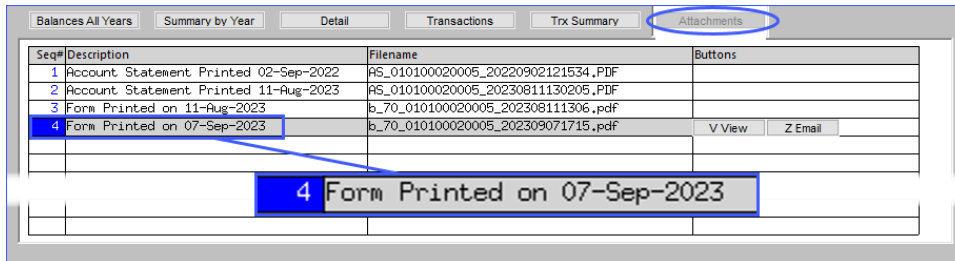 Balances All Years Summary by Year Detail Transactions Trx Summary Attachments
Seq# Description Filename Buttons
1 Account Statement Printed 02-Sep-2022 AS_010100020005_20220902121534.PDF
2 Account Statement Printed 11-Aug-2023 AS_010100020005_20230811130205.PDF
3 Form Printed on 11-Aug-2023 b_70_010100020005_202308111306.pdf
4 Form Printed on 07-Sep-2023 b_70_010100020005_202309071715.pdf V View Z Email
4 Form Printed on 07-Sep-2023